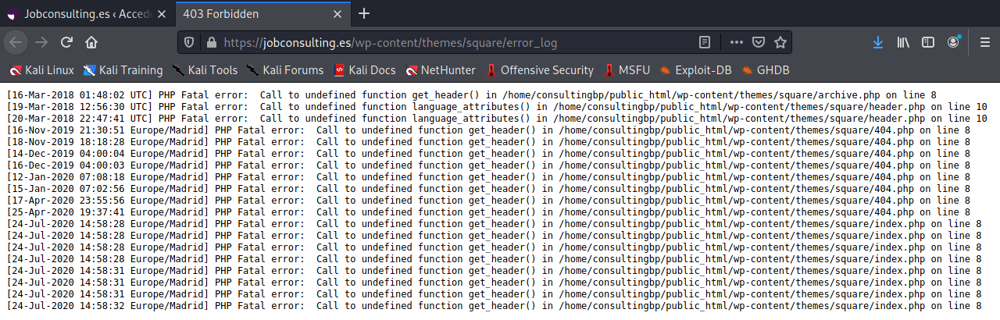 Jobconsulting.es ‹ Accede
403 Forbidden
https://jobconsulting.es/wp-content/themes/square/error_log
Kali Linux Kali Training Kali Tools Kali Forums Kali Docs NetHunter Offensive Security MSFU Exploit-DB GHDB
[16-Mar-2018 01:48:02 UTC] PHP Fatal error:  Call to undefined function get_header() in /home/consultingbp/public_html/wp-content/themes/square/archive.php on line 8
[19-Mar-2018 12:56:30 UTC] PHP Fatal error:  Call to undefined function language_attributes() in /home/consultingbp/public_html/wp-content/themes/square/header.php on line 10
[20-Mar-2018 22:47:41 UTC] PHP Fatal error:  Call to undefined function language_attributes() in /home/consultingbp/public_html/wp-content/themes/square/header.php on line 10
[16-Nov-2019 21:30:51 Europe/Madrid] PHP Fatal error:  Call to undefined function get_header() in /home/consultingbp/public_html/wp-content/themes/square/404.php on line 8
[18-Nov-2019 18:18:28 Europe/Madrid] PHP Fatal error:  Call to undefined function get_header() in /home/consultingbp/public_html/wp-content/themes/square/404.php on line 8
[14-Dec-2019 04:00:04 Europe/Madrid] PHP Fatal error:  Call to undefined function get_header() in /home/consultingbp/public_html/wp-content/themes/square/404.php on line 8
[16-Dec-2019 04:00:03 Europe/Madrid] PHP Fatal error:  Call to undefined function get_header() in /home/consultingbp/public_html/wp-content/themes/square/404.php on line 8
[12-Jan-2020 07:08:18 Europe/Madrid] PHP Fatal error:  Call to undefined function get_header() in /home/consultingbp/public_html/wp-content/themes/square/404.php on line 8
[15-Jan-2020 07:02:56 Europe/Madrid] PHP Fatal error:  Call to undefined function get_header() in /home/consultingbp/public_html/wp-content/themes/square/404.php on line 8
[17-Apr-2020 23:55:56 Europe/Madrid] PHP Fatal error:  Call to undefined function get_header() in /home/consultingbp/public_html/wp-content/themes/square/404.php on line 8
[25-Apr-2020 19:37:41 Europe/Madrid] PHP Fatal error:  Call to undefined function get_header() in /home/consultingbp/public_html/wp-content/themes/square/404.php on line 8
[24-Jul-2020 14:58:28 Europe/Madrid] PHP Fatal error:  Call to undefined function get_header() in /home/consultingbp/public_html/wp-content/themes/square/index.php on line 8
[24-Jul-2020 14:58:28 Europe/Madrid] PHP Fatal error:  Call to undefined function get_header() in /home/consultingbp/public_html/wp-content/themes/square/index.php on line 8
[24-Jul-2020 14:58:28 Europe/Madrid] PHP Fatal error:  Call to undefined function get_header() in /home/consultingbp/public_html/wp-content/themes/square/index.php on line 8
[24-Jul-2020 14:58:28 Europe/Madrid] PHP Fatal error:  Call to undefined function get_header() in /home/consultingbp/public_html/wp-content/themes/square/index.php on line 8
[24-Jul-2020 14:58:31 Europe/Madrid] PHP Fatal error:  Call to undefined function get_header() in /home/consultingbp/public_html/wp-content/themes/square/index.php on line 8
[24-Jul-2020 14:58:31 Europe/Madrid] PHP Fatal error:  Call to undefined function get_header() in /home/consultingbp/public_html/wp-content/themes/square/index.php on line 8
[24-Jul-2020 14:58:31 Europe/Madrid] PHP Fatal error:  Call to undefined function get_header() in /home/consultingbp/public_html/wp-content/themes/square/index.php on line 8
[24-Jul-2020 14:58:32 Europe/Madrid] PHP Fatal error:  Call to undefined function get_header() in /home/consultingbp/public_html/wp-content/themes/square/index.php on line 8